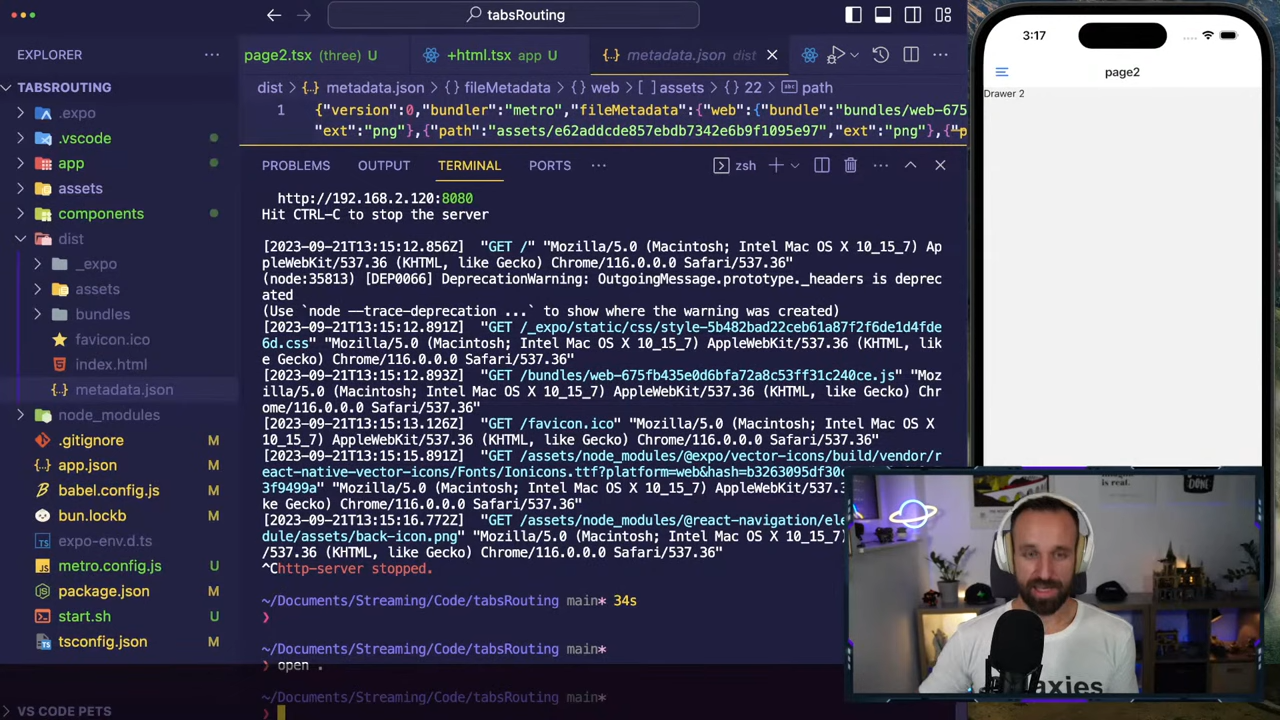 tabsRouting
EXPLORER
TABSROUTING
.expo
.vscode
app
assets
components
dist
_expo
assets
bundles
favicon.ico
index.html
metadata.json
node_modules
.gitignore M
app.json M
babel.config.js M
bun.lockb M
expo-env.d.ts
metro.config.js U
package.json M
start.sh U
tsconfig.json M
VS CODE PETS
page2.tsx (three) U
+html.tsx app U
metadata.json dist
dist > metadata.json > {} fileMetadata > {} web > [ ] assets > {} 22 > path
1 {"version":0,"bundler":"metro","fileMetadata":{"web":{"bundle":"bundles/web-675
"ext":"png"},{"path":"assets/e62addcde857ebdb7342e6b9f1095e97","ext":"png"},{"p
PROBLEMS OUTPUT TERMINAL PORTS
zsh
http://192.168.2.120:8080
Hit CTRL-C to stop the server
[2023-09-21T13:15:12.856Z] "GET /" "Mozilla/5.0 (Macintosh; Intel Mac OS X 10_15_7) Ap
pleWebKit/537.36 (KHTML, like Gecko) Chrome/116.0.0.0 Safari/537.36"
(node:35813) [DEP0066] DeprecationWarning: OutgoingMessage.prototype._headers is deprec
ated
(Use `node --trace-deprecation ...` to show where the warning was created)
[2023-09-21T13:15:12.891Z] "GET /_expo/static/css/style-5b482bad22ceb61a87f2f6de1d4fde
6d.css" "Mozilla/5.0 (Macintosh; Intel Mac OS X 10_15_7) AppleWebKit/537.36 (KHTML, lik
e Gecko) Chrome/116.0.0.0 Safari/537.36"
[2023-09-21T13:15:12.893Z] "GET /bundles/web-675fb435e0d6bfa72a8c53ff31c240ce.js" "Moz
illa/5.0 (Macintosh; Intel Mac OS X 10_15_7) AppleWebKit/537.36 (KHTML, like Gecko) Chr
ome/116.0.0.0 Safari/537.36"
[2023-09-21T13:15:13.126Z] "GET /favicon.ico" "Mozilla/5.0 (Macintosh; Intel Mac OS X
10_15_7) AppleWebKit/537.36 (KHTML, like Gecko) Chrome/116.0.0.0 Safari/537.36"
[2023-09-21T13:15:15.891Z] "GET /assets/node_modules/@expo/vector-icons/build/vendor/r
eact-native-vector-icons/Fonts/Ionicons.ttf?platform=web&hash=b3263095df30c
3f9499a" "Mozilla/5.0 (Macintosh; Intel Mac OS X 10_15_7) AppleWebKit/537.3
ke Gecko) Chrome/116.0.0.0 Safari/537.36"
[2023-09-21T13:15:16.772Z] "GET /assets/node_modules/@react-navigation/ele
dule/assets/back-icon.png" "Mozilla/5.0 (Macintosh; Intel Mac OS X 10_15_7)
/537.36 (KHTML, like Gecko) Chrome/116.0.0.0 Safari/537.36"
^Chttp-server stopped.
~/Documents/Streaming/Code/tabsRouting main* 34s
❯
~/Documents/Streaming/Code/tabsRouting main*
❯ open .
~/Documents/Streaming/Code/tabsRouting main*
❯
3:17
page2
Drawer 2
is real.
DONE
axies